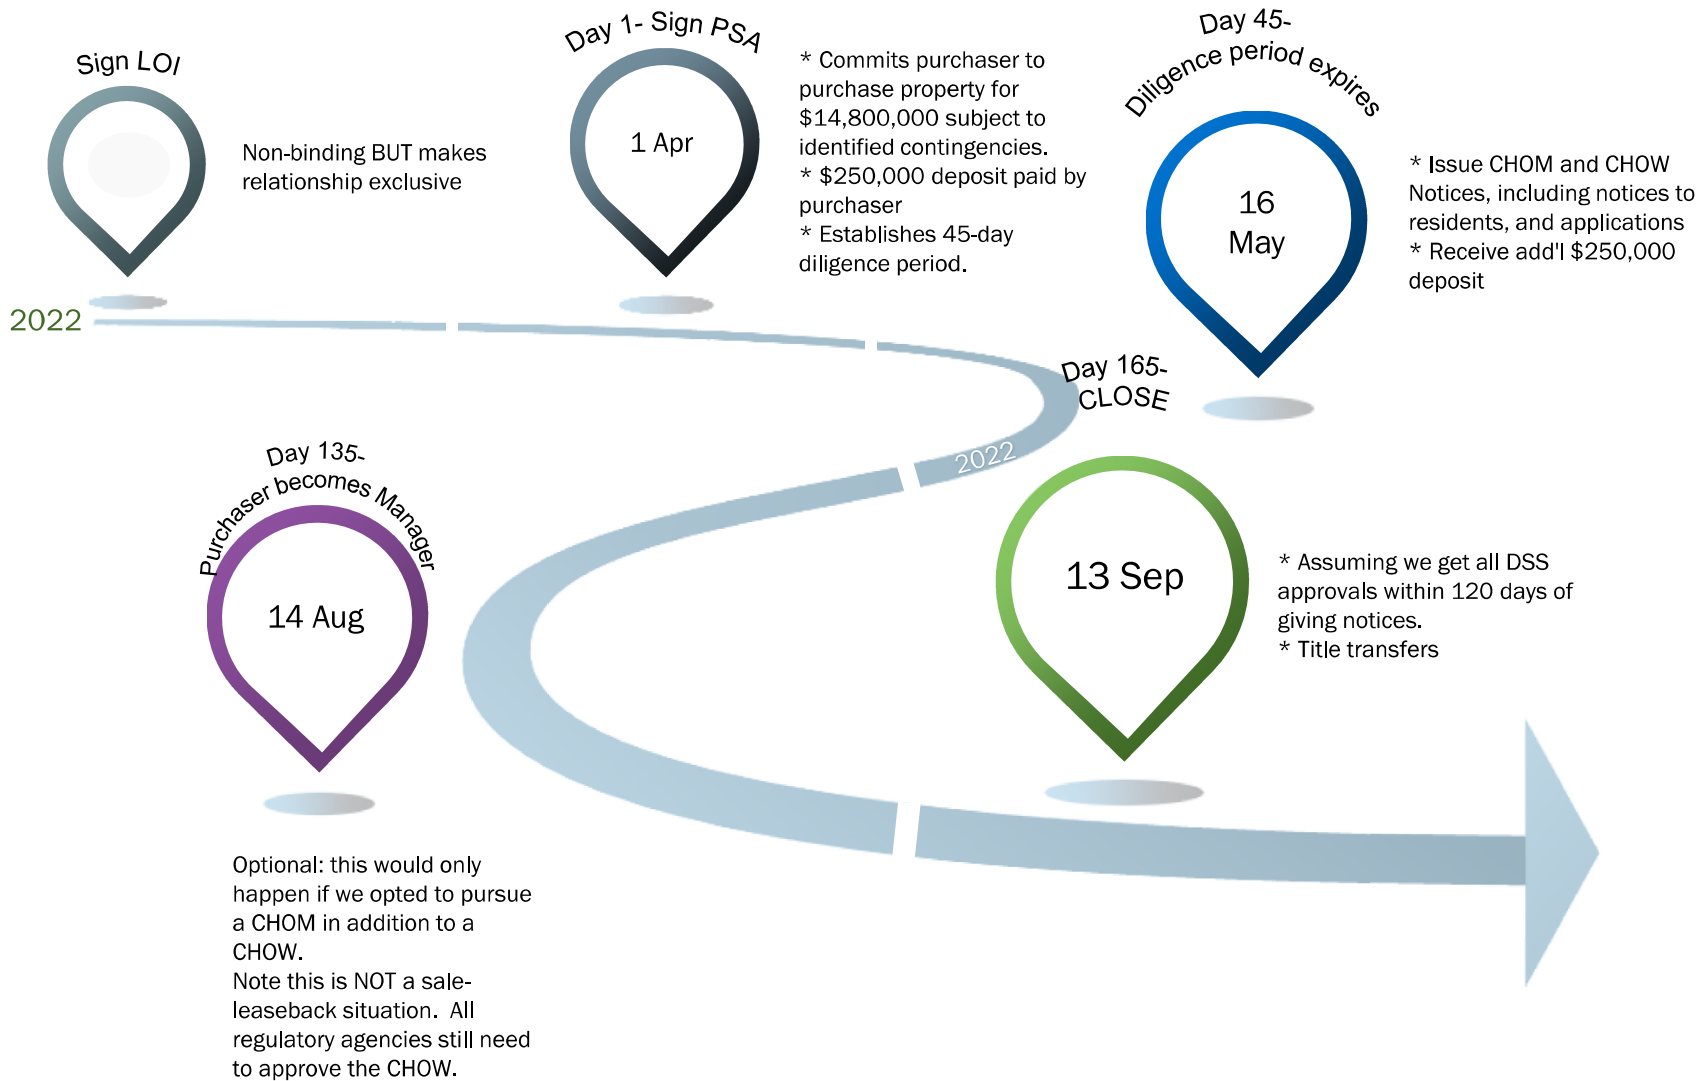 Sign LOI
Non-binding BUT makes
relationship exclusive
Day 1- Sign PSA
1 Apr
* Commits purchaser to
purchase property for
$14,800,000 subject to
identified contingencies.
* $250,000 deposit paid by
purchaser
* Establishes 45-day
diligence period.
Day 45-
Diligence period expires
16
May
* Issue CHOM and CHOW
Notices, including notices to
residents, and applications
* Receive add'l $250,000
deposit
2022
Day 165-
CLOSE
2022
13 Sep
* Assuming we get all DSS
approvals within 120 days of
giving notices.
* Title transfers
Day 135-
Purchaser becomes Manager
14 Aug
Optional: this would only
happen if we opted to pursue
a CHOM in addition to a
CHOW.
Note this is NOT a sale-
leaseback situation.  All
regulatory agencies still need
to approve the CHOW.